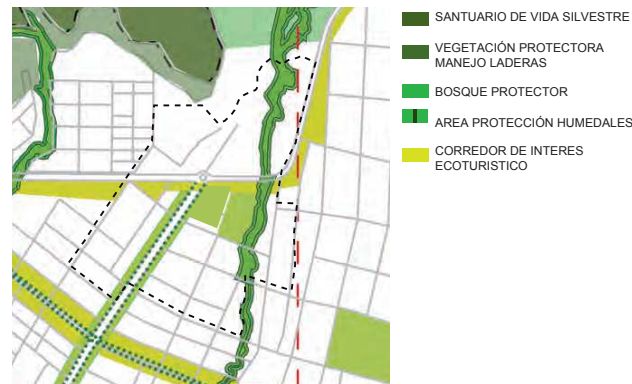 SANTUARIO DE VIDA SILVESTRE
VEGETACIÓN PROTECTORA
MANEJO LADERAS
BOSQUE PROTECTOR
AREA PROTECCIÓN HUMEDALES
CORREDOR DE INTERES
ECOTURISTICO